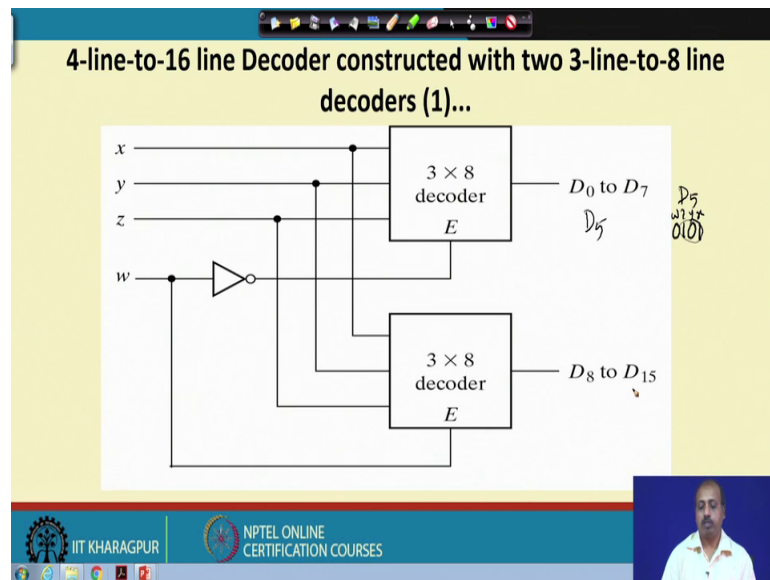 4-line-to-16 line Decoder constructed with two 3-line-to-8 line
decoders (1)...
x
y
z
w
3 × 8
decoder
E
D0 to D7
D5
D5
w z y x
0101
3 × 8
decoder
E
D8 to D15
IIT KHARAGPUR
NPTEL ONLINE
CERTIFICATION COURSES